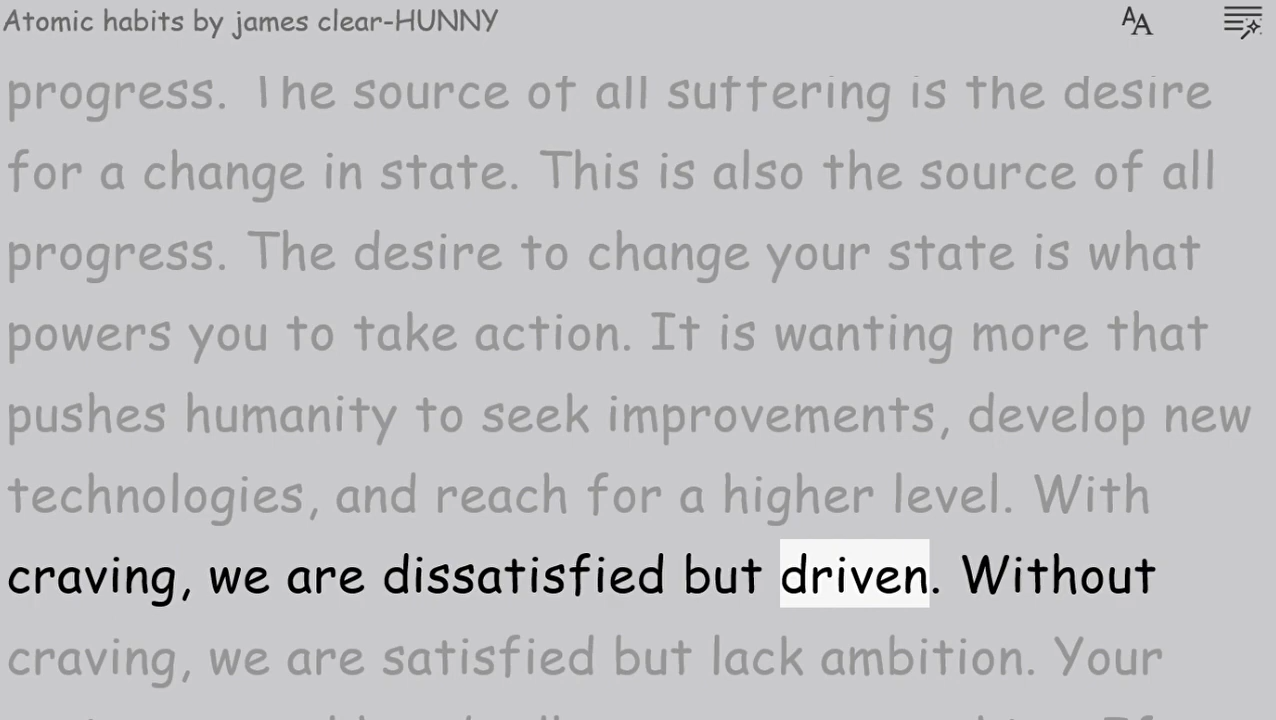 Atomic habits by james clear-HUNNY
AA
progress. The source of all suffering is the desire
for a change in state. This is also the source of all
progress. The desire to change your state is what
powers you to take action. It is wanting more that
pushes humanity to seek improvements, develop new
technologies, and reach for a higher level. With
craving, we are dissatisfied but driven. Without
craving, we are satisfied but lack ambition. Your